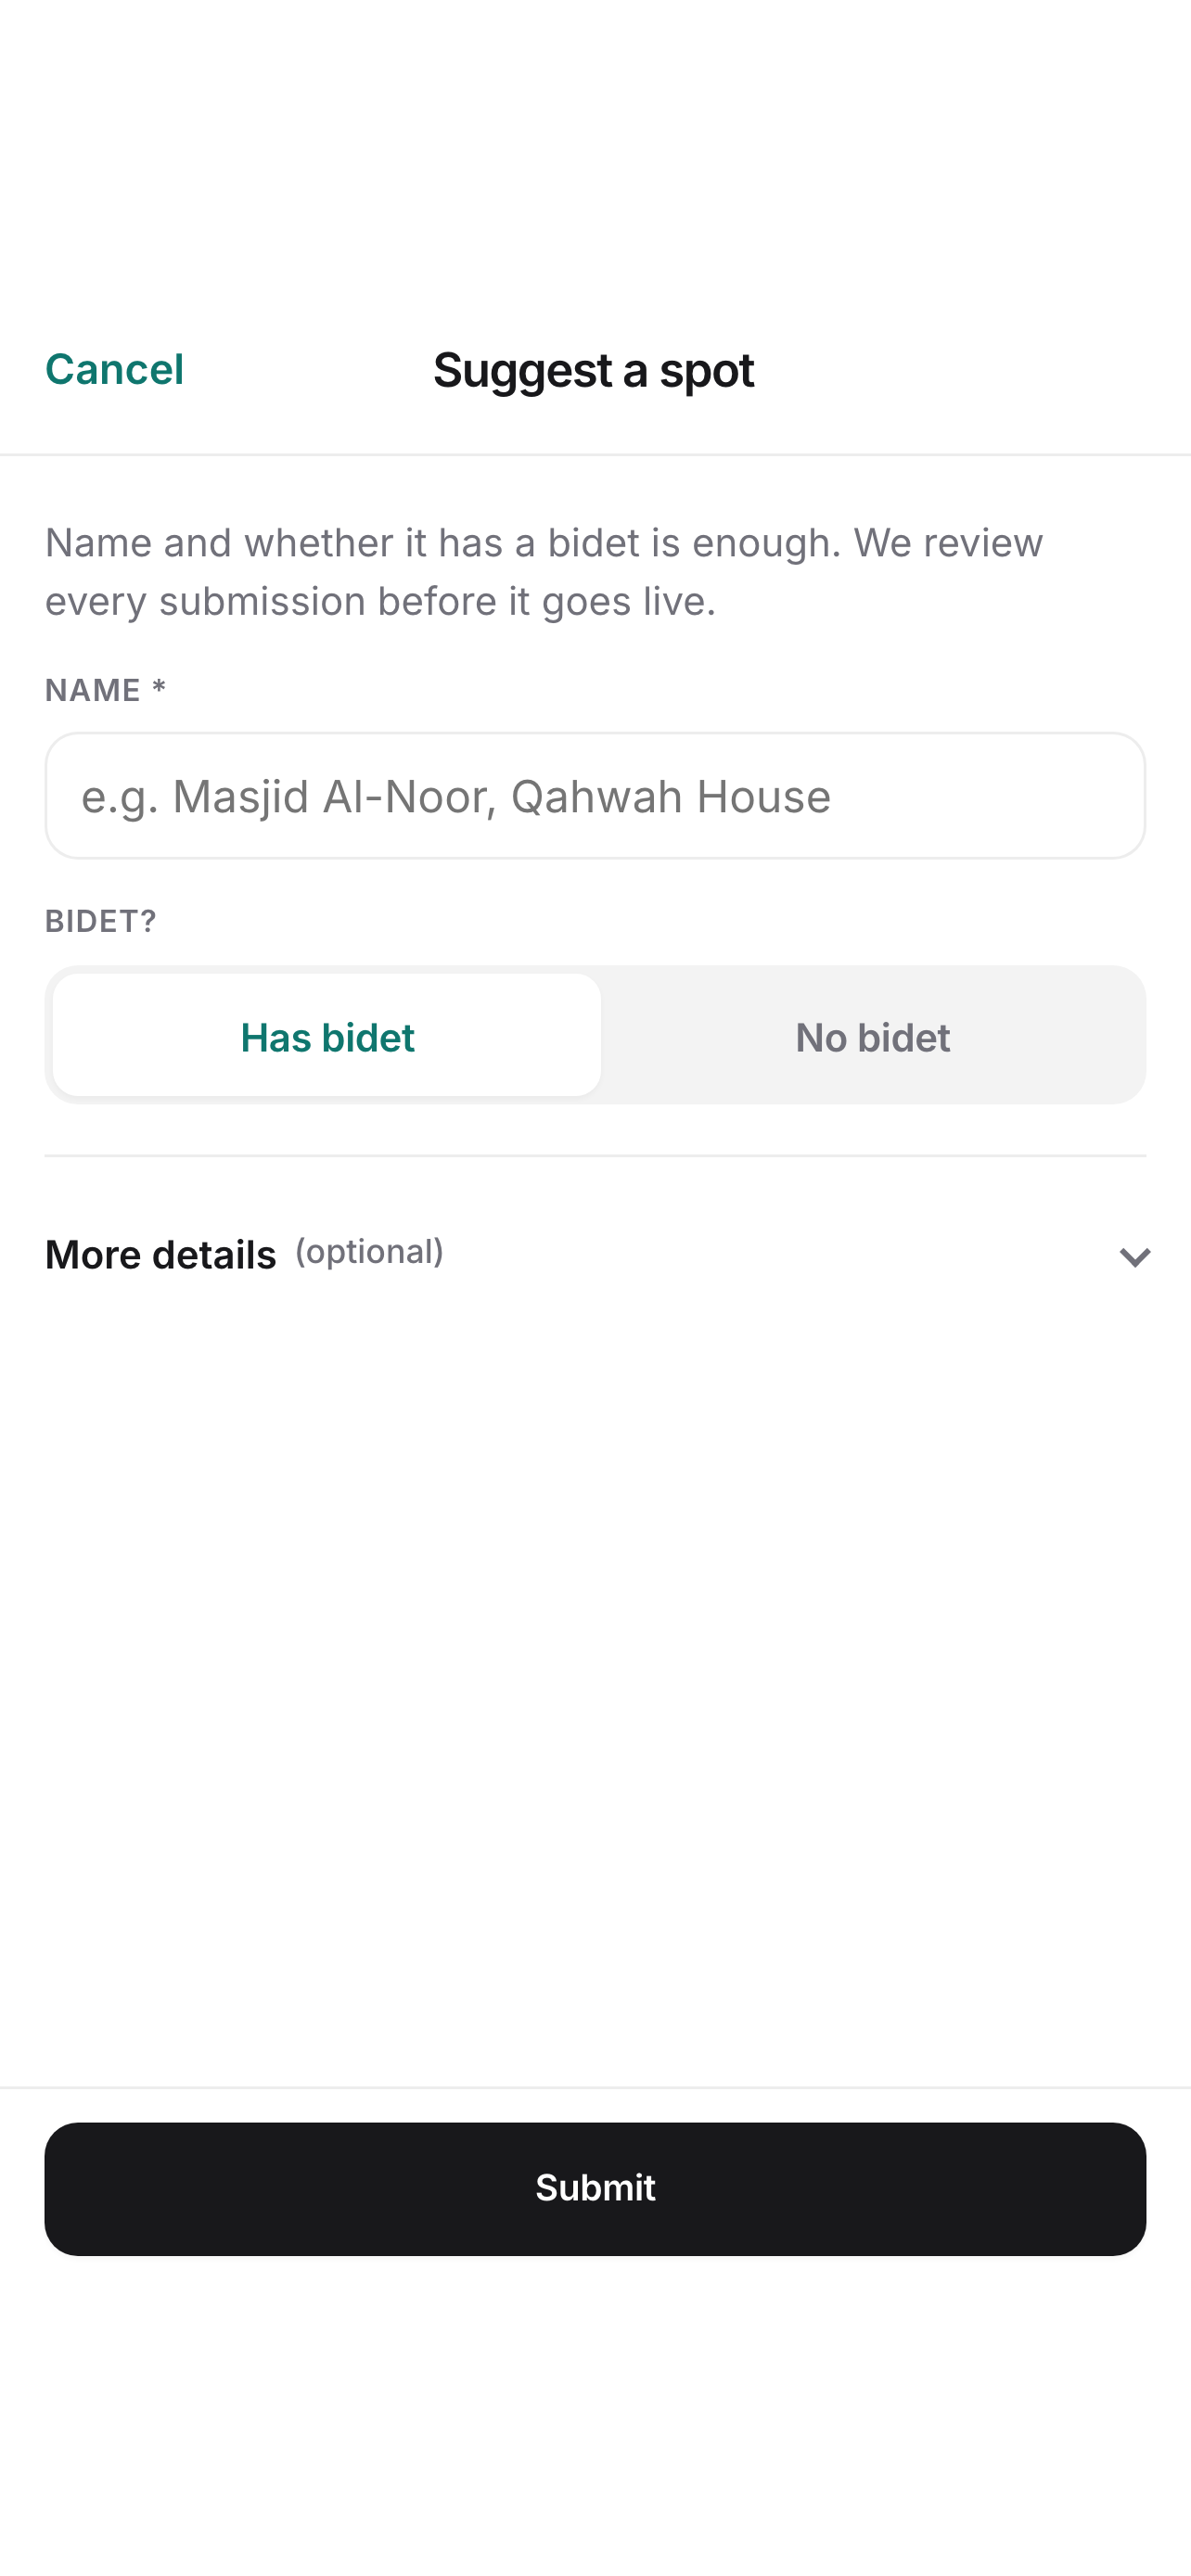 Cancel
Suggest a spot
Name and whether it has a bidet is enough. We review
every submission before it goes live.
NAME *
e.g. Masjid Al-Noor, Qahwah House
BIDET?
Has bidet
No bidet
More details (optional)
Submit